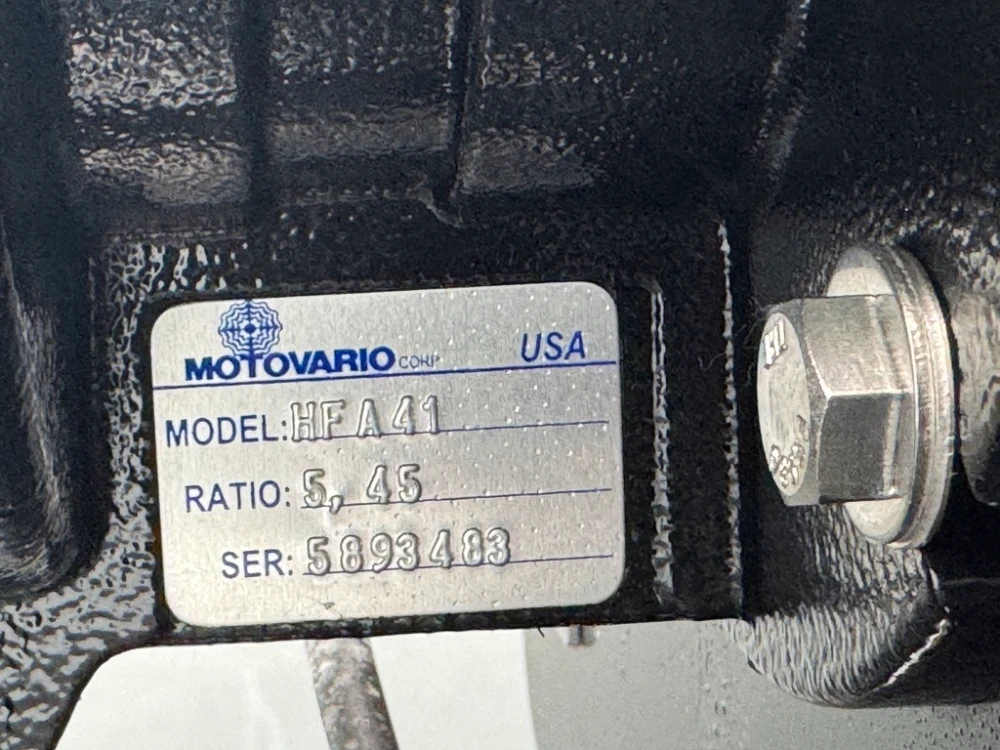 MOTOVARIO CORP USA
MODEL: HFA41
RATIO: 5,45
SER: 5893483